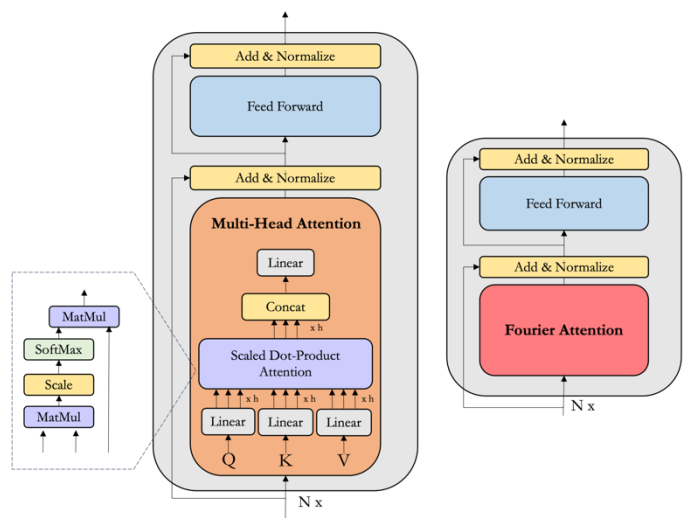 Add & Normalize
Feed Forward
Add & Normalize
Multi-Head Attention
Linear
Concat
x h
Scaled Dot-Product
Attention
x h
x h
x h
Linear
Linear
Linear
Q
K
V
N x
MatMul
SoftMax
Scale
MatMul
Add & Normalize
Feed Forward
Add & Normalize
Fourier Attention
N x